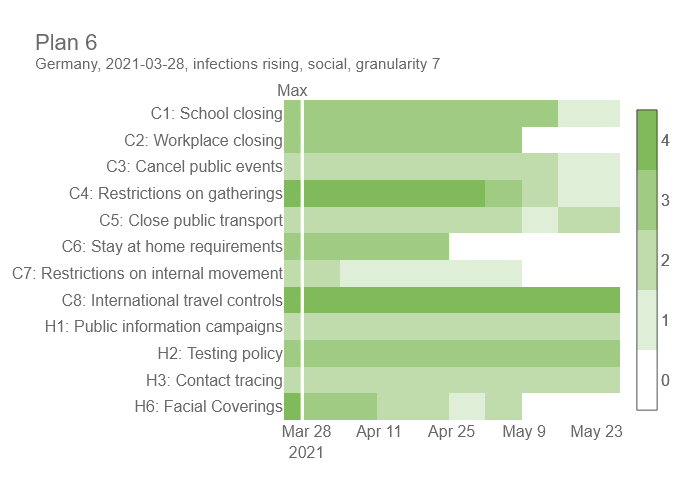 Plan 6
Germany, 2021-03-28, infections rising, social, granularity 7
Max
C1: School closing
C2: Workplace closing
C3: Cancel public events
C4: Restrictions on gatherings
C5: Close public transport
C6: Stay at home requirements
C7: Restrictions on internal movement
C8: International travel controls
H1: Public information campaigns
H2: Testing policy
H3: Contact tracing
H6: Facial Coverings
Mar 28 Apr 11 Apr 25 May 9 May 23
2021
4
3
2
1
0